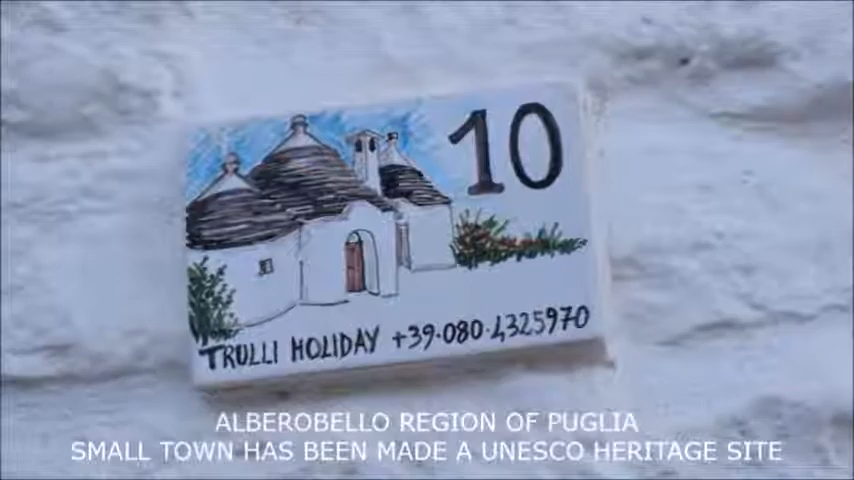 10
TRULLI HOLIDAY +39·080·4325970
ALBEROBELLO REGION OF PUGLIA
SMALL TOWN HAS BEEN MADE A UNESCO HERITAGE SITE